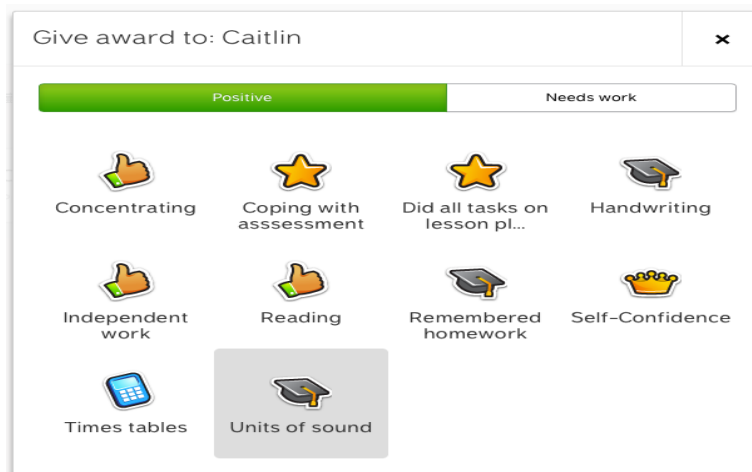 Give award to: Caitlin
×
Positive
Needs work
Concentrating
Coping with
asssessment
Did all tasks on
lesson pl...
Handwriting
Independent
work
Reading
Remembered
homework
Self-Confidence
Times tables
Units of sound